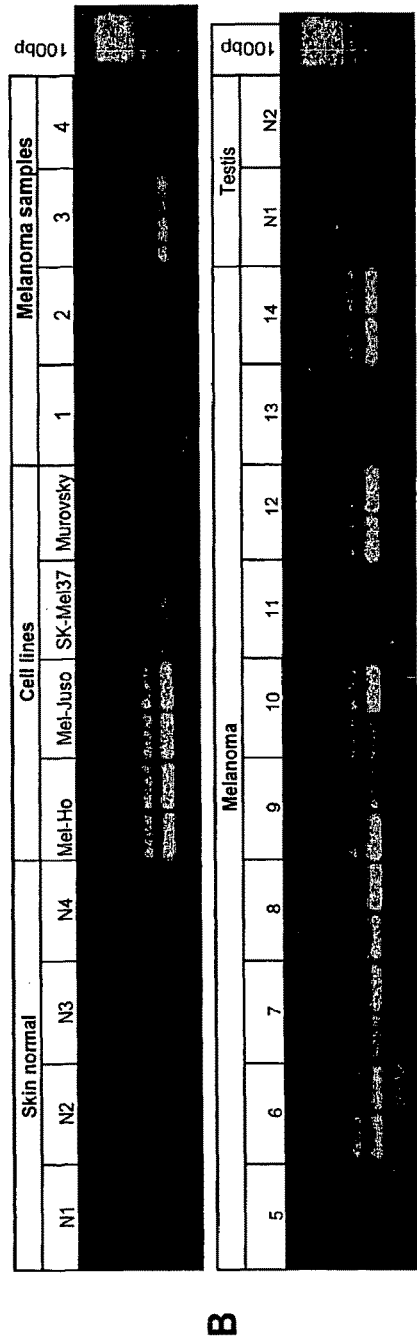 B
Skin normal Cell lines Melanoma samples 100bp
N1 N2 N3 N4 Mel-Ho Mel-Juso SK-Mel37 Murovsky 1 2 3 4
Melanoma Testis 100bp
5 6 7 8 9 10 11 12 13 14 N1 N2